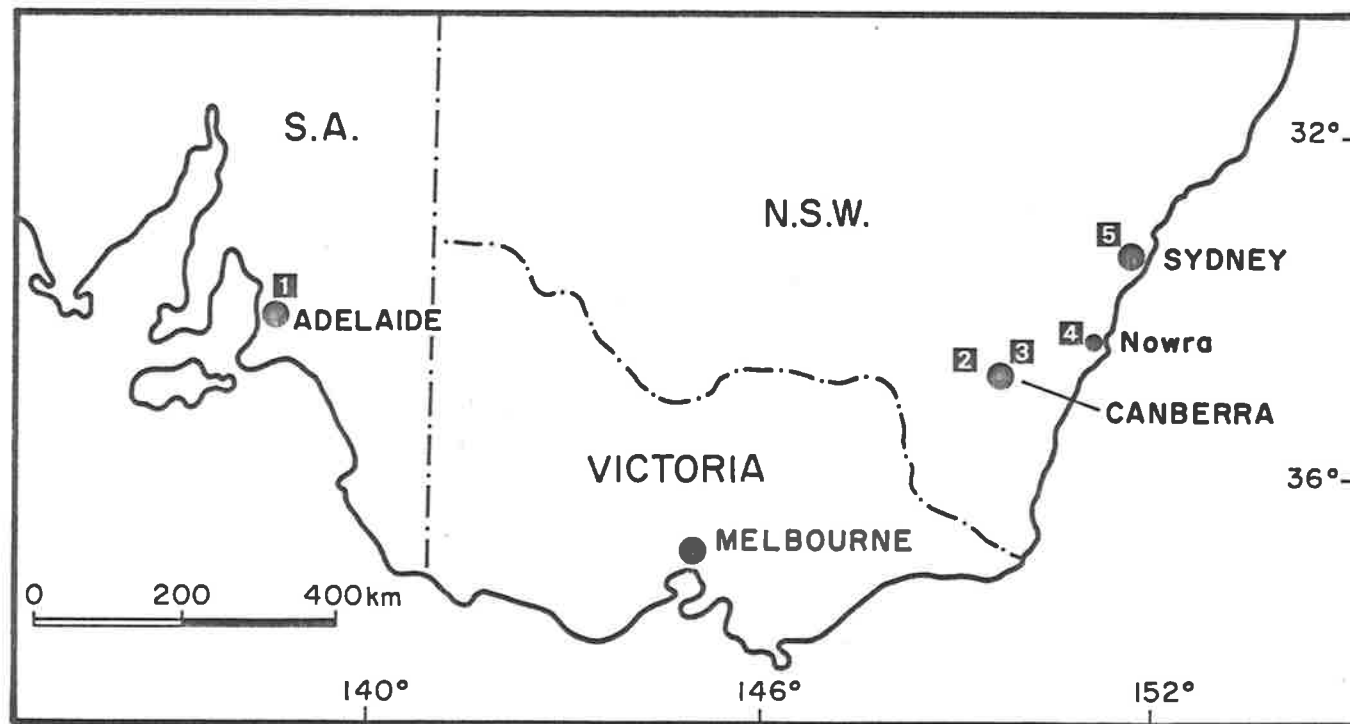 S.A.
32°
N.S.W.
5
SYDNEY
1
ADELAIDE
4
Nowra
2
3
CANBERRA
VICTORIA
36°
MELBOURNE
0 200 400km
140° 146° 152°